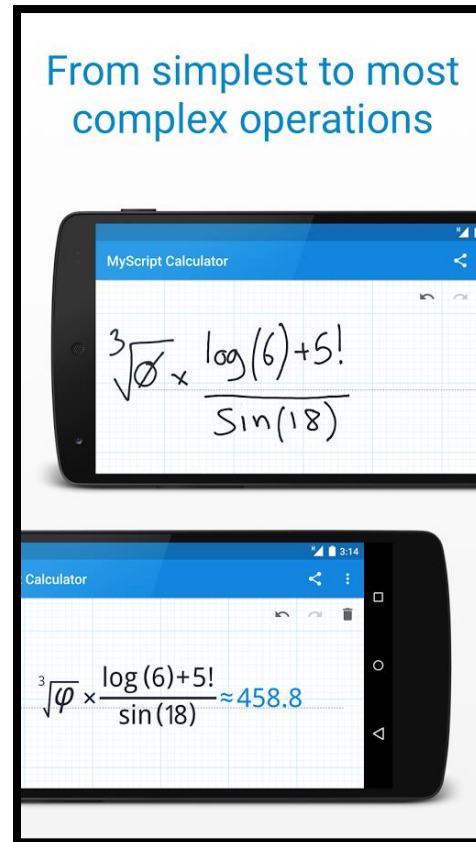 From simplest to most
complex operations
MyScript Calculator
³√φ × (log(6)+5!)/sin(18)
3:14
Calculator
³√φ × (log(6)+5!)/sin(18) ≈458.8